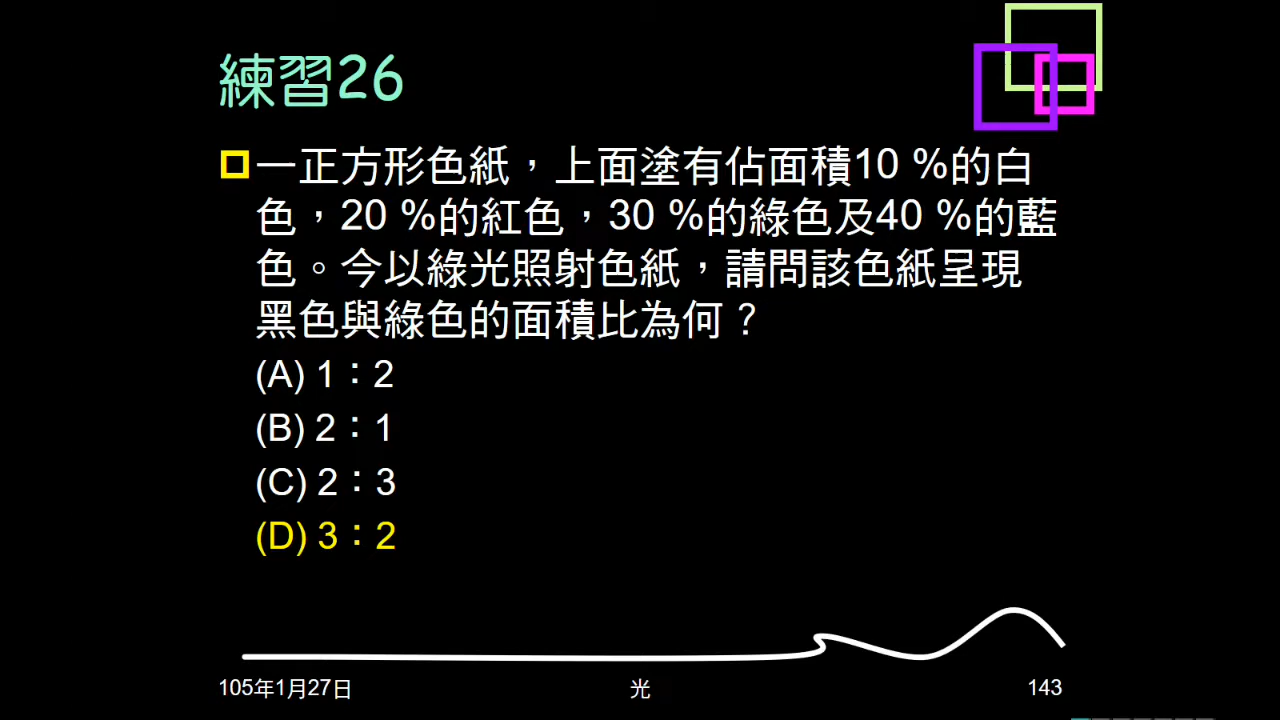 練習26
一正方形色紙，上面塗有佔面積10 %的白
色，20 %的紅色，30 %的綠色及40 %的藍
色。今以綠光照射色紙，請問該色紙呈現
黑色與綠色的面積比為何？
(A) 1：2
(B) 2：1
(C) 2：3
(D) 3：2
105年1月27日
光
143